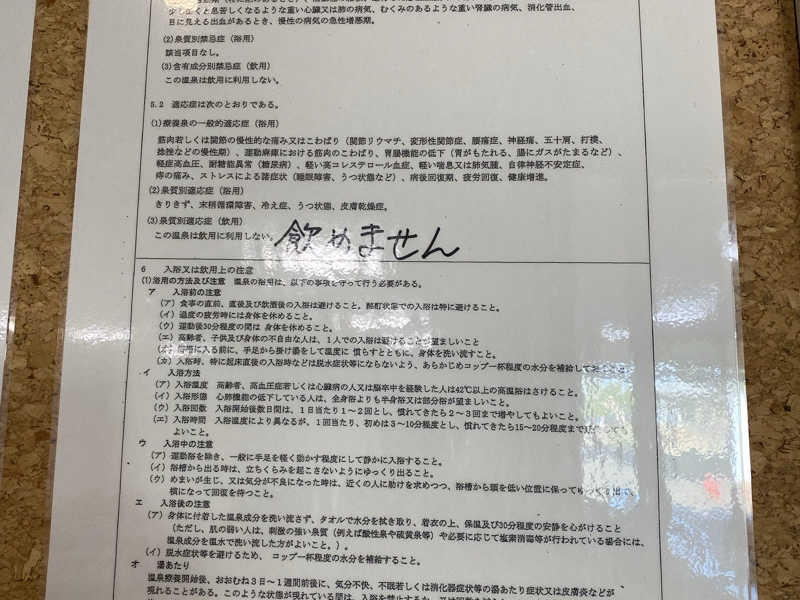 少し動くと息苦しくなるような重い心臓又は肺の病気、むくみのあるような重い腎臓の病気、消化管出血、
目に見える出血があるとき、慢性の病気の急性増悪期。
(2)泉質別禁忌症（浴用）
該当項目なし。
(3)含有成分別禁忌症（飲用）
この温泉は飲用に利用しない。
5.2 適応症は次のとおりである。
(1)療養泉の一般的適応症（浴用）
筋肉若しくは関節の慢性的な痛み又はこわばり（関節リウマチ、変形性関節症、腰痛症、神経痛、五十肩、打撲、
捻挫などの慢性期）、運動麻痺における筋肉のこわばり、胃腸機能の低下（胃がもたれる、腸にガスがたまるなど）、
軽症高血圧、耐糖能異常（糖尿病）、軽い高コレステロール血症、軽い喘息又は肺気腫、自律神経不安定症、
痔の痛み、ストレスによる諸症状（睡眠障害、うつ状態など）、病後回復期、疲労回復、健康増進。
(2)泉質別適応症（浴用）
きりきず、末梢循環障害、冷え症、うつ状態、皮膚乾燥症。
(3)泉質別適応症（飲用）
この温泉は飲用に利用しない。 飲めません
6 入浴又は飲用上の注意
(1)浴用の方法及び注意 温泉の浴用は、以下の事項を守って行う必要がある。
ア 入浴前の注意
（ア）食事の直前、直後及び飲酒後の入浴は避けること。酩酊状態での入浴は特に避けること。
（イ）過度の疲労時には身体を休めること。
（ウ）運動後30分程度の間は 身体を休めること。
（エ）高齢者、子供及び身体の不自由な人は、1人での入浴は避けることが望ましいこと
（オ）浴槽に入る前に、手足から掛け湯をして温度に 慣らすとともに、身体を洗い流すこと。
（カ）入浴時、特に起床直後の入浴時などは脱水症状等にならないよう、あらかじめコップ一杯程度の水分を補給しておくこと。
イ 入浴方法
（ア）入浴温度 高齢者、高血圧症若しくは心臓病の人又は脳卒中を経験した人は42℃以上の高温浴はさけること。
（イ）入浴形態 心肺機能の低下している人は、全身浴よりも半身浴又は部分浴が望ましいこと。
（ウ）入浴回数 入浴開始後数日間は、1日当たり1～2回とし、慣れてきたら2～3回まで増やしてもよいこと。
（エ）入浴時間 入浴温度により異なるが、1回当たり、初めは3～10分程度とし、慣れてきたら15～20分程度まで
よいこと。
ウ 入浴中の注意
（ア）運動浴を除き、一般に手足を軽く動かす程度にして静かに入浴すること。
（イ）浴槽から出る時は、立ちくらみを起こさないようにゆっくり出ること。
（ウ）めまいが生じ、又は気分が不良になった時は、近くの人に助けを求めつつ、浴槽から頭を低い位置に保ってゆっくり出て、
横になって回復を待つこと。
エ 入浴後の注意
（ア）身体に付着した温泉成分を洗い流さず、タオルで水分を拭き取り、着衣の上、保温及び30分程度の安静を心がけること
（ただし、肌の弱い人は、刺激の強い泉質（例えば酸性泉や硫黄泉等）や必要に応じて塩素消毒等が行われている場合には、
温泉成分を温水で洗い流した方がよいこと。）。
（イ）脱水症状等を避けるため、 コップ一杯程度の水分を補給すること。
オ 湯あたり
温泉療養開始後、おおむね3日～1週間前後に、気分不快、不眠若しくは消化器症状等の湯あたり症状又は皮膚炎などが
現れることがある。このような状態が現れている間は、